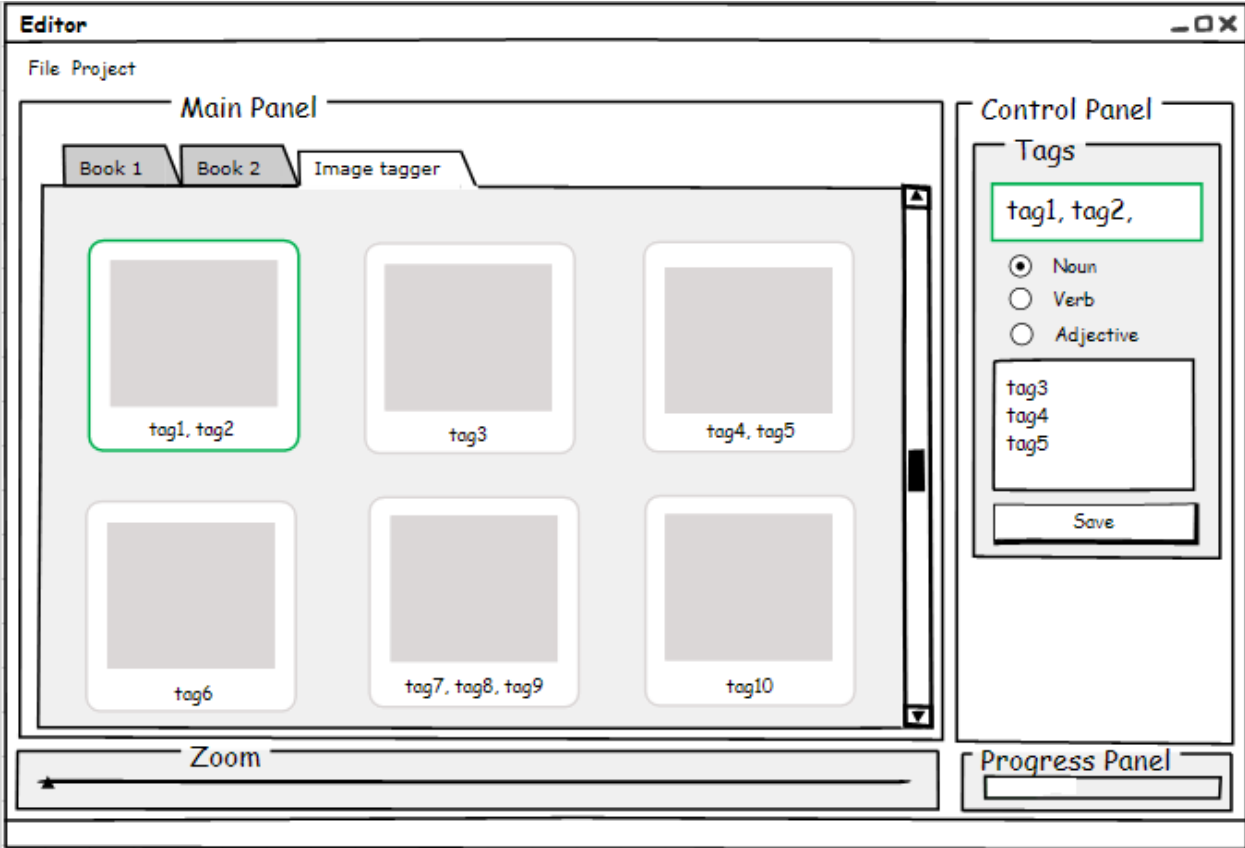 Editor
File Project
Main Panel
Book 1
Book 2
Image tagger
tag1, tag2
tag3
tag4, tag5
tag6
tag7, tag8, tag9
tag10
Zoom
Control Panel
Tags
tag1, tag2,
Noun
Verb
Adjective
tag3
tag4
tag5
Save
Progress Panel